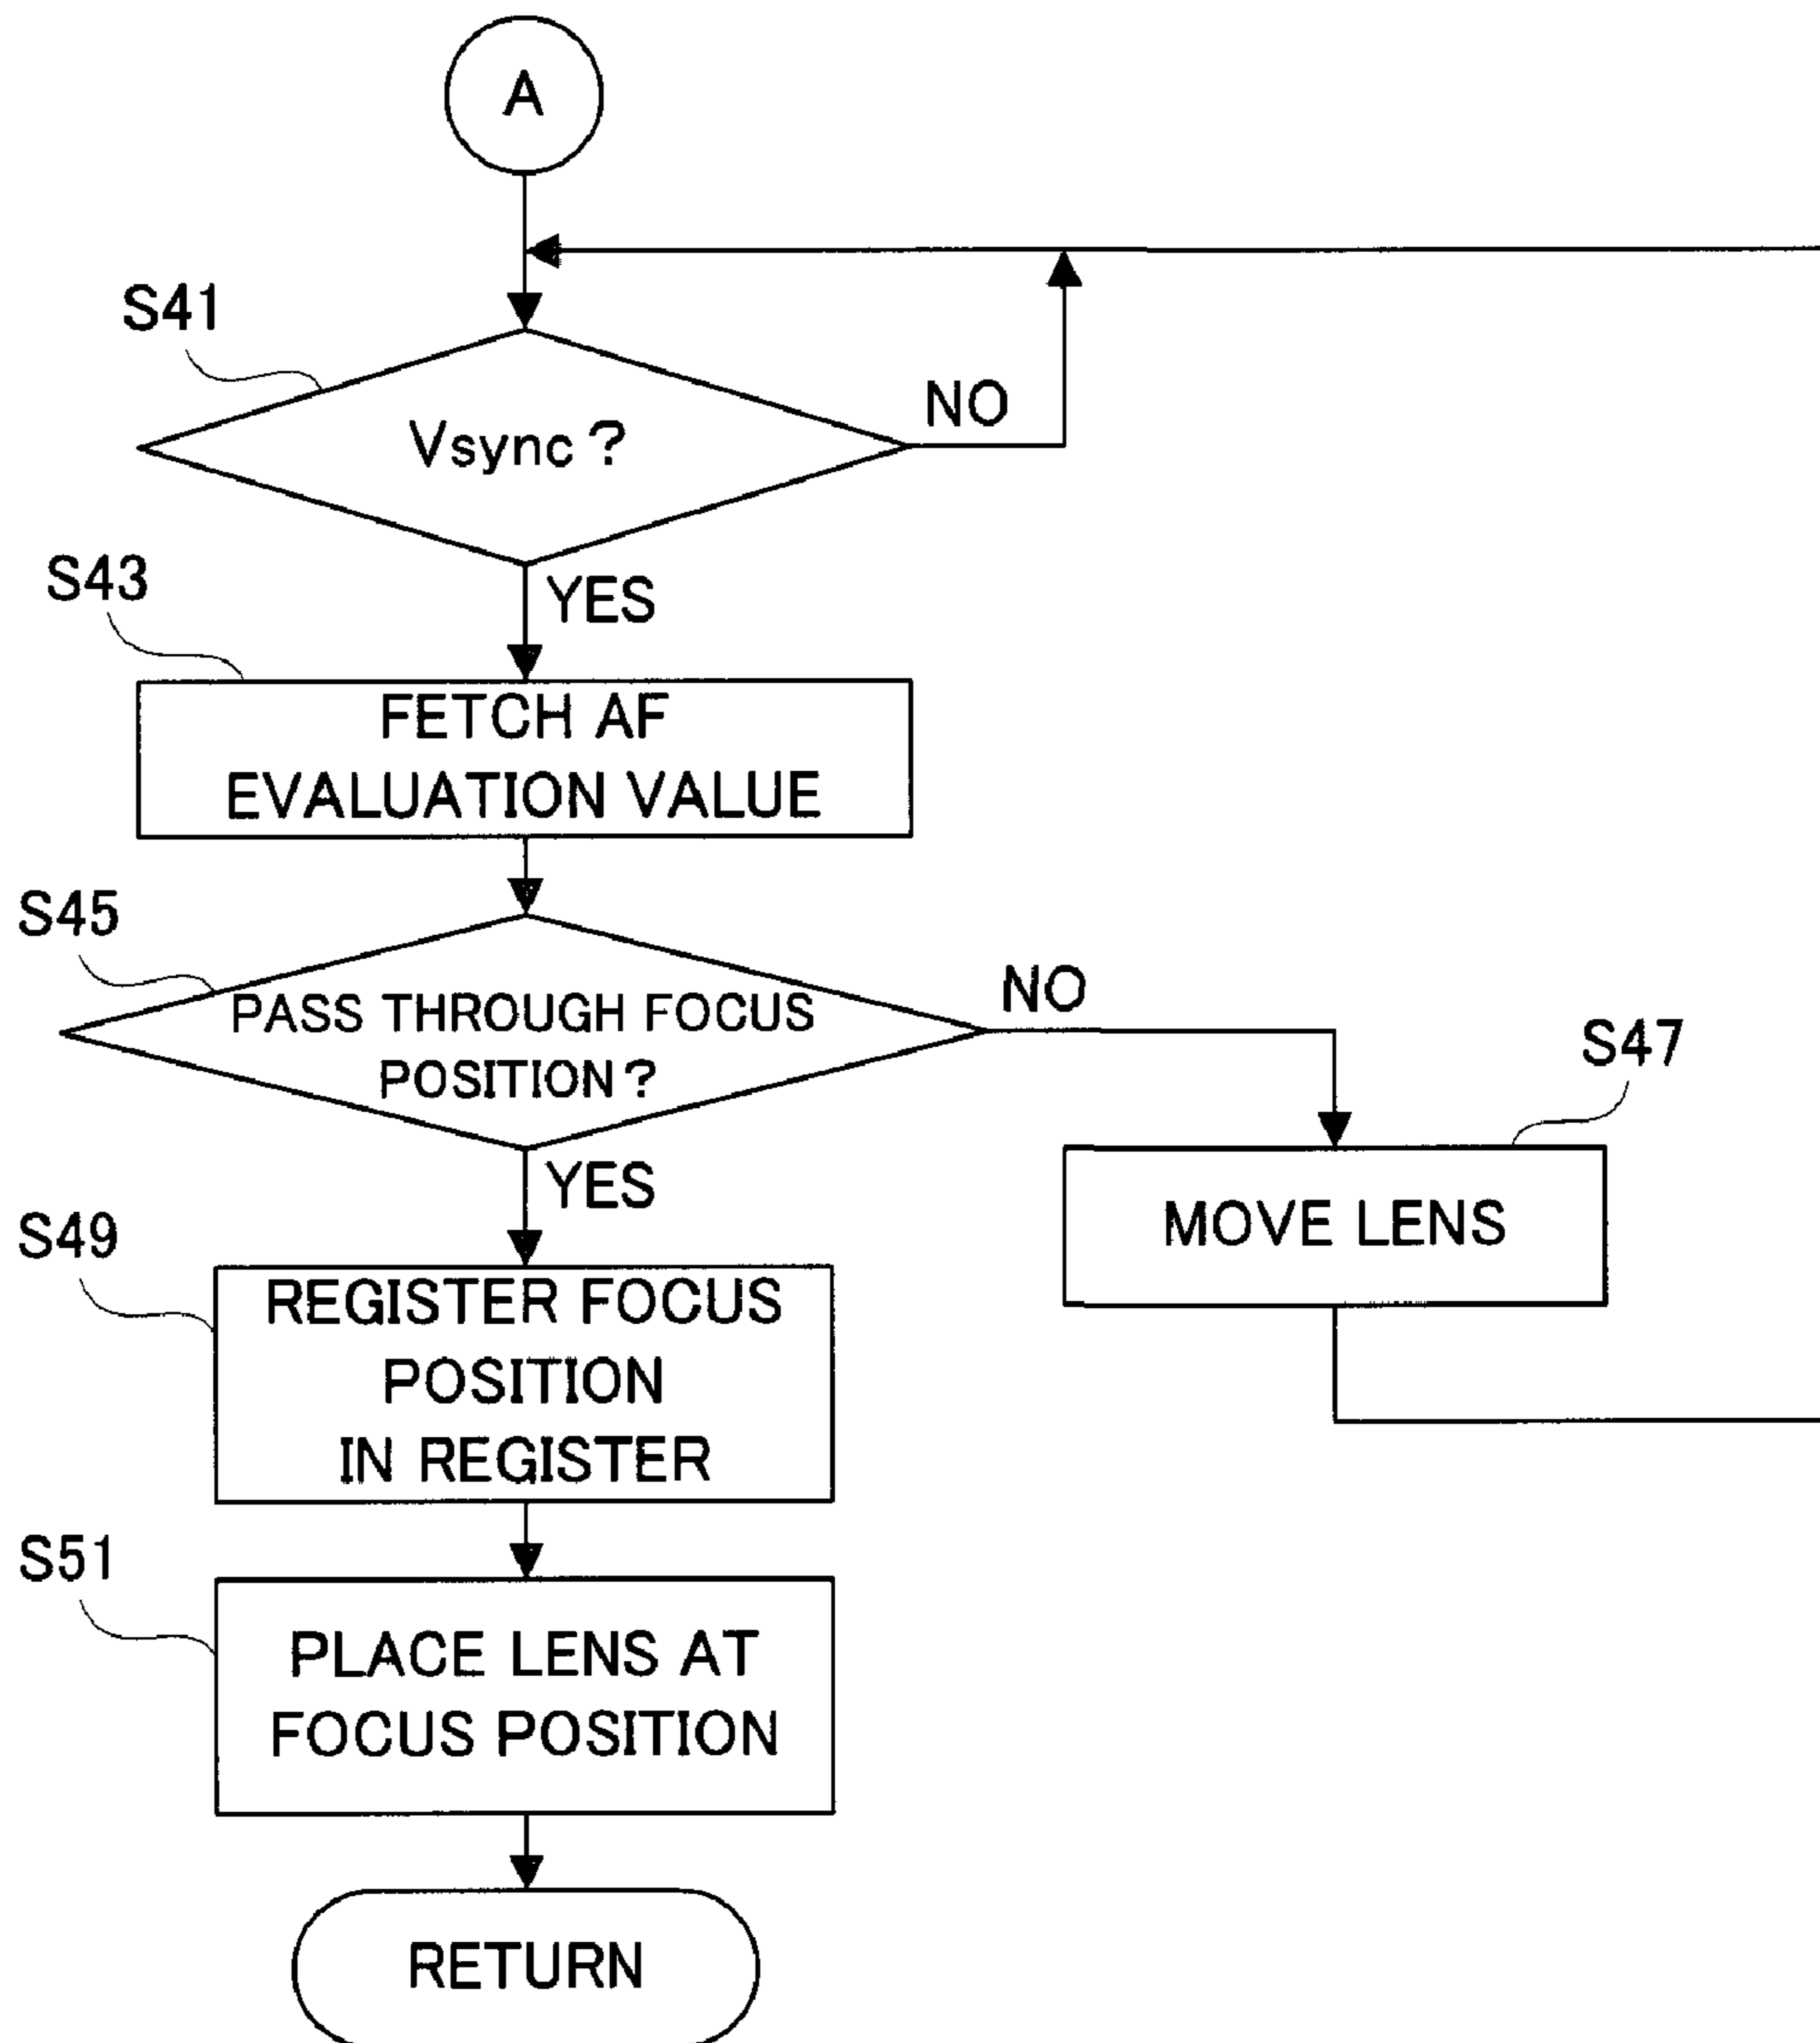 A
S41
Vsync ?
NO
S43
YES
FETCH AF
EVALUATION VALUE
S45
PASS THROUGH FOCUS
POSITION?
NO
S47
MOVE LENS
YES
S49
REGISTER FOCUS
POSITION
IN REGISTER
S51
PLACE LENS AT
FOCUS POSITION
RETURN